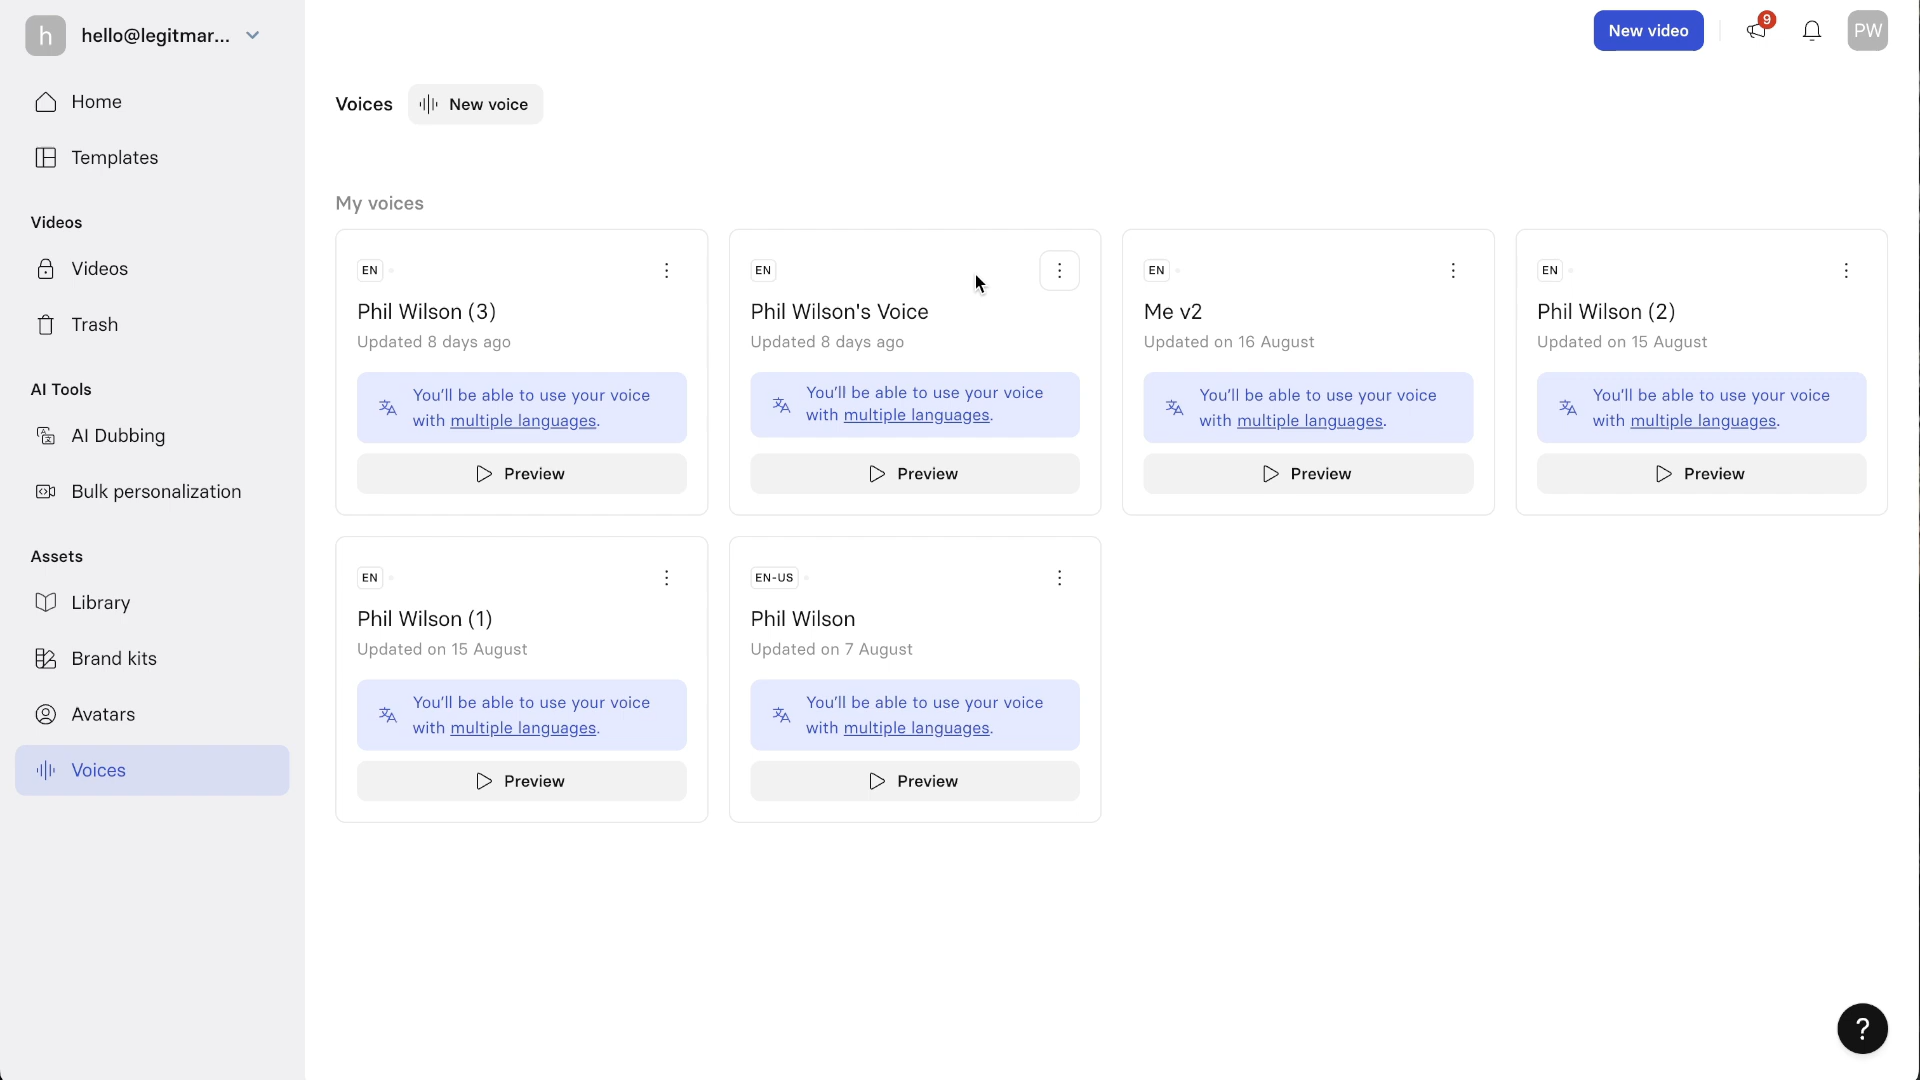 h
hello@legitmar...
New video
9
PW
Home
Templates
Videos
Videos
Trash
AI Tools
AI Dubbing
Bulk personalization
Assets
Library
Brand kits
Avatars
Voices
Voices
New voice
My voices
EN
Phil Wilson (3)
Updated 8 days ago
You'll be able to use your voice
with multiple languages.
Preview
EN
Phil Wilson's Voice
Updated 8 days ago
You'll be able to use your voice
with multiple languages.
Preview
EN
Me v2
Updated on 16 August
You'll be able to use your voice
with multiple languages.
Preview
EN
Phil Wilson (2)
Updated on 15 August
You'll be able to use your voice
with multiple languages.
Preview
EN
Phil Wilson (1)
Updated on 15 August
You'll be able to use your voice
with multiple languages.
Preview
EN-US
Phil Wilson
Updated on 7 August
You'll be able to use your voice
with multiple languages.
Preview
?